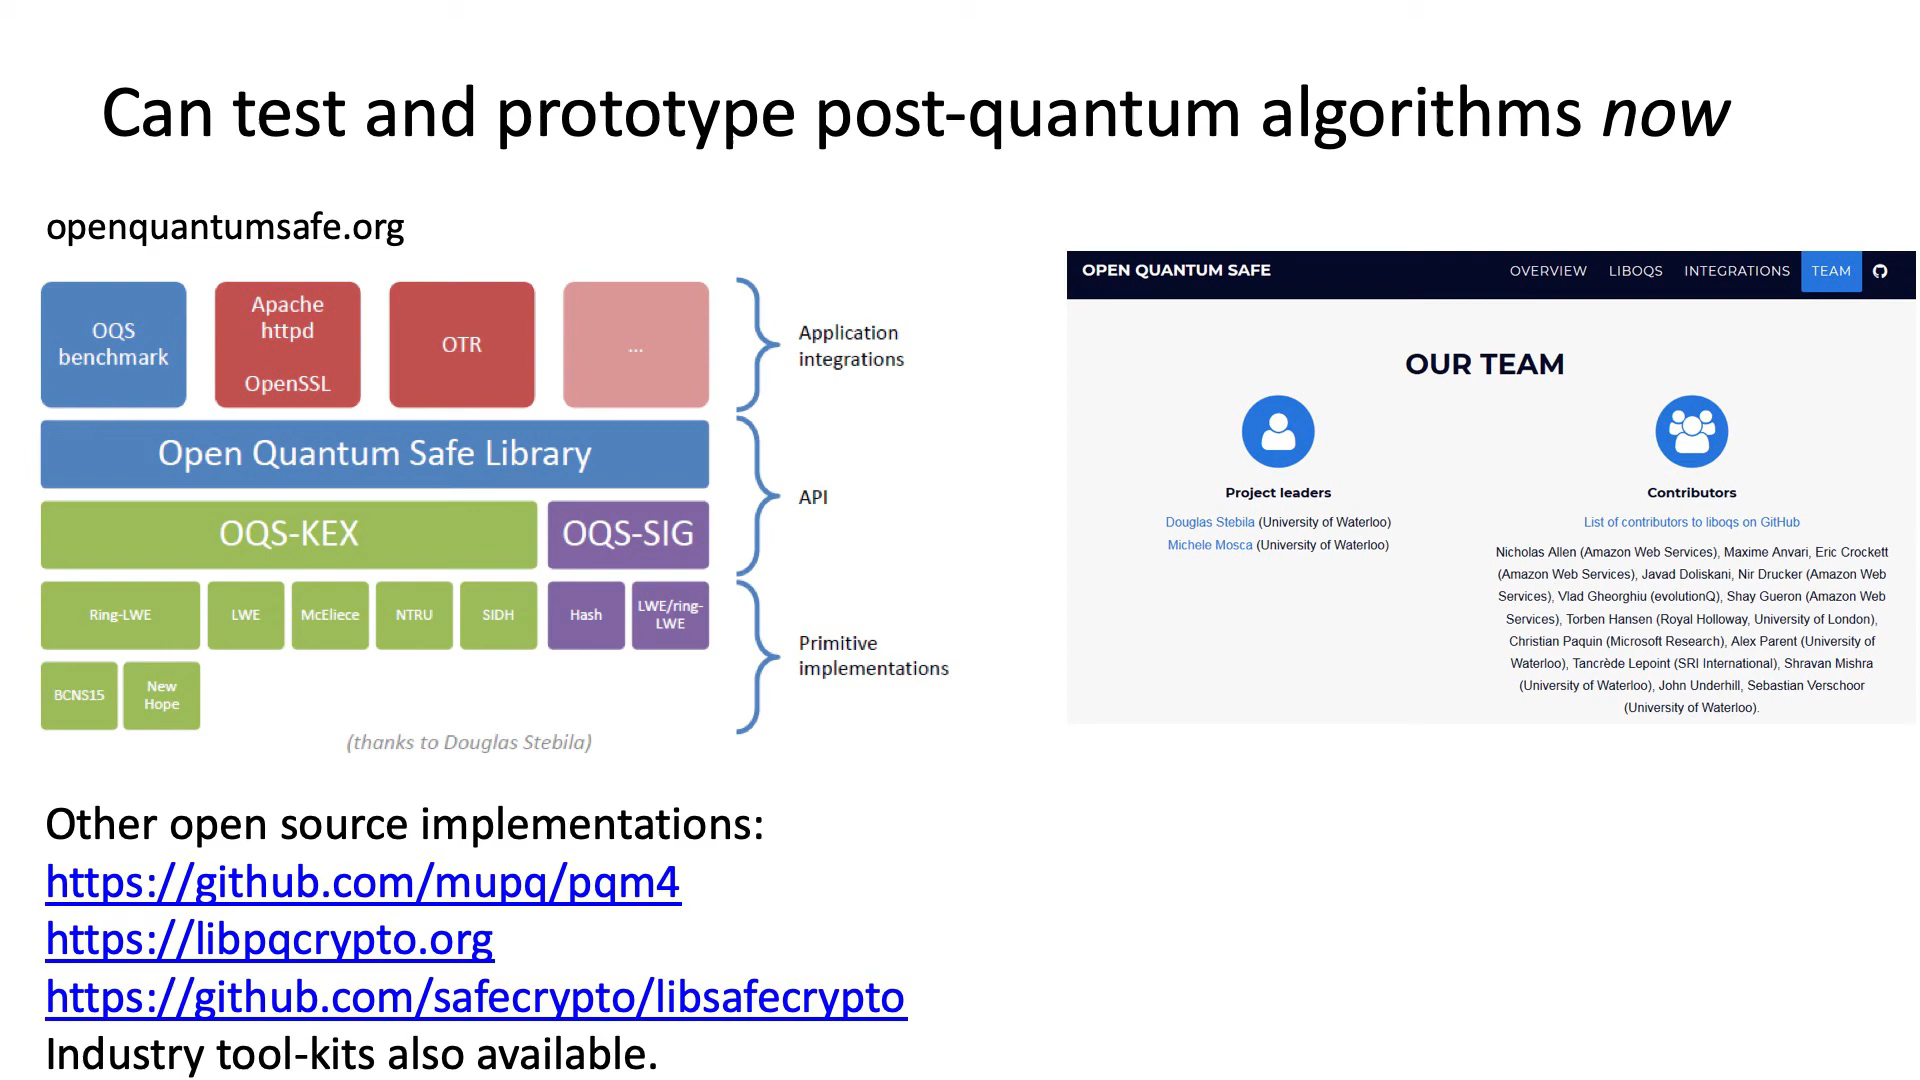 Can test and prototype post-quantum algorithms now
openquantumsafe.org
OQS
benchmark
Apache
httpd
OpenSSL
OTR
...
Application
integrations
Open Quantum Safe Library
API
OQS-KEX
OQS-SIG
Ring-LWE
LWE
McEliece
NTRU
SIDH
Hash
LWE/ring-
LWE
Primitive
implementations
BCNS15
New
Hope
(thanks to Douglas Stebila)
OPEN QUANTUM SAFE
OVERVIEW
LIBOQS
INTEGRATIONS
TEAM
OUR TEAM
Project leaders
Douglas Stebila (University of Waterloo)
Michele Mosca (University of Waterloo)
Contributors
List of contributors to liboqs on GitHub
Nicholas Allen (Amazon Web Services), Maxime Anvari, Eric Crockett
(Amazon Web Services), Javad Doliskani, Nir Drucker (Amazon Web
Services), Vlad Gheorghiu (evolutionQ), Shay Gueron (Amazon Web
Services), Torben Hansen (Royal Holloway, University of London),
Christian Paquin (Microsoft Research), Alex Parent (University of
Waterloo), Tancrède Lepoint (SRI International), Shravan Mishra
(University of Waterloo), John Underhill, Sebastian Verschoor
(University of Waterloo).
Other open source implementations:
https://github.com/mupq/pqm4
https://libpqcrypto.org
https://github.com/safecrypto/libsafecrypto
Industry tool-kits also available.